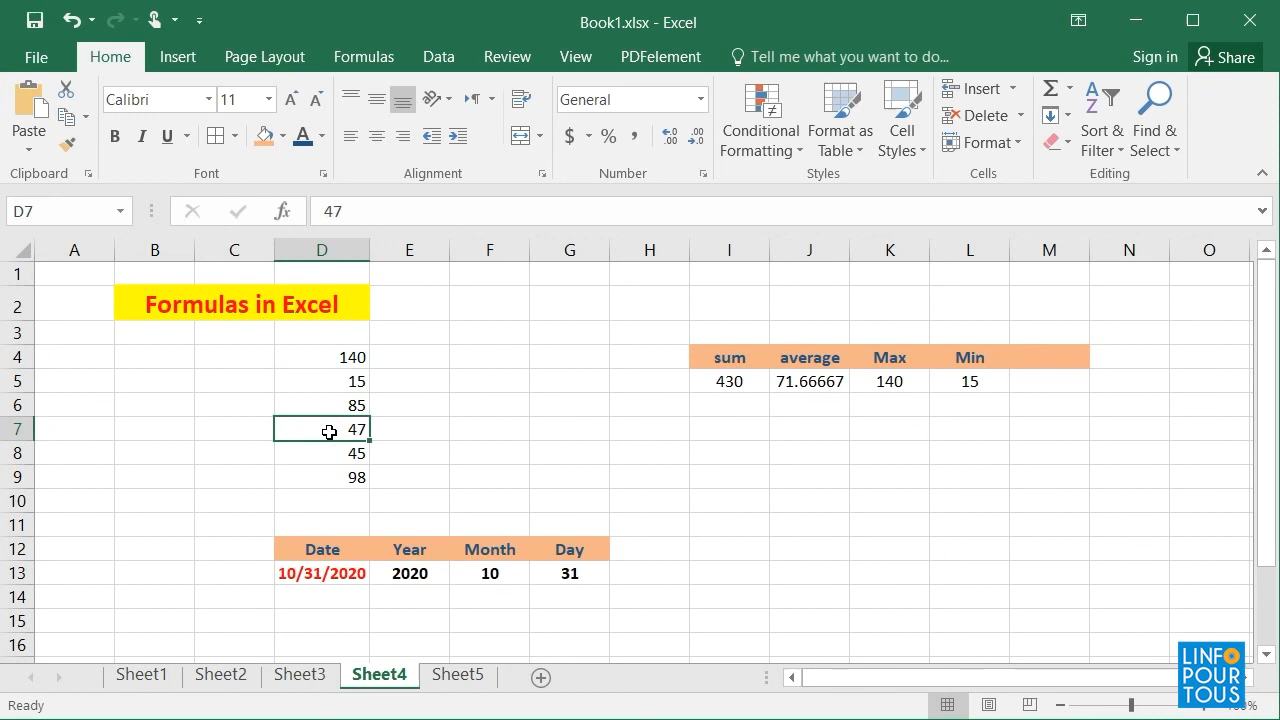 Book1.xlsx - Excel
File Home Insert Page Layout Formulas Data Review View PDFelement Tell me what you want to do... Sign in Share
Paste
Clipboard
Calibri 11
B I U A
Font
Alignment
General
$ % ,
Number
Conditional Formatting
Format as Table
Cell Styles
Styles
Insert
Delete
Format
Cells
Sort & Filter
Find & Select
Editing
D7 fx 47
A B C D E F G H I J K L M N O
1
2 Formulas in Excel
3
4 140 sum average Max Min
5 15 430 71.66667 140 15
6 85
7 47
8 45
9 98
10
11
12 Date Year Month Day
13 10/31/2020 2020 10 31
14
15
16
Sheet1 Sheet2 Sheet3 Sheet4 Sheet5
Ready
LINFO
POUR
TOUS